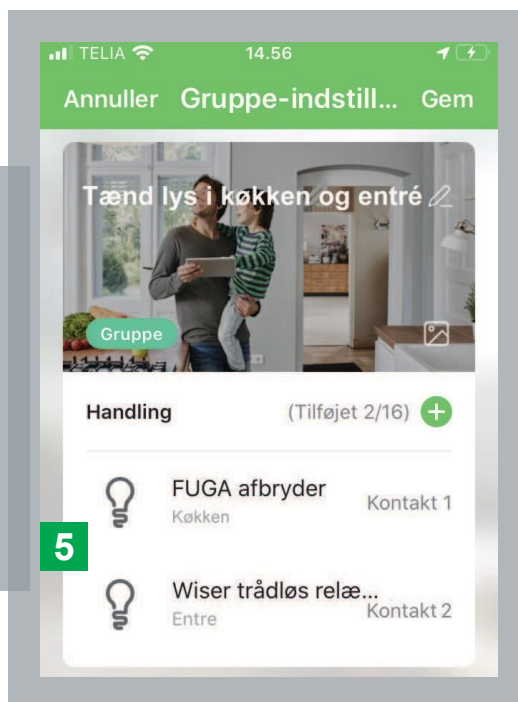 TELIA 14.56
Annuller Gruppe-indstill... Gem
Tænd lys i køkken og entré
Gruppe
Handling (Tilføjet 2/16)
FUGA afbryder
Køkken Kontakt 1
5
Wiser trådløs relæ...
Entre Kontakt 2